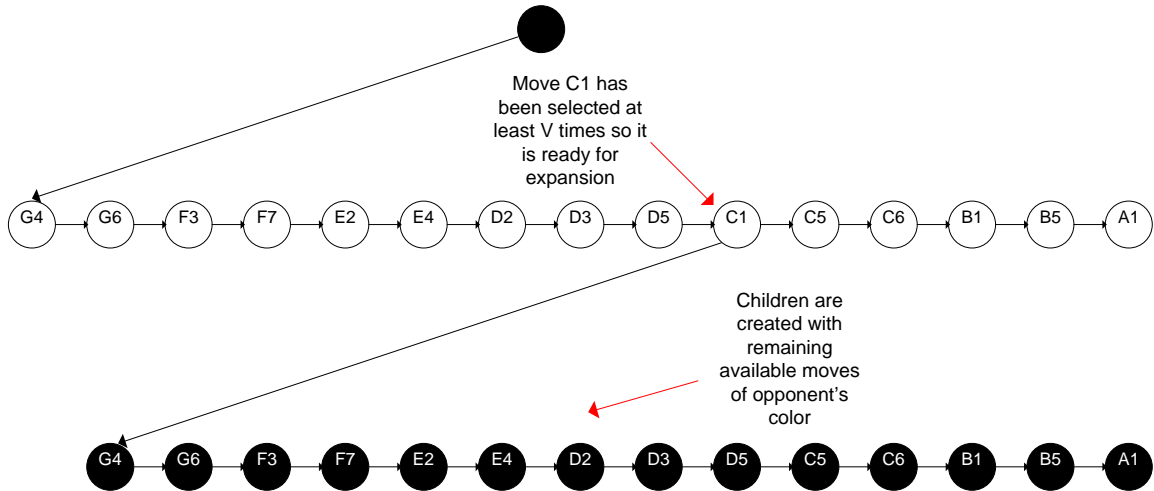 Move C1 has
been selected at
least V times so it
is ready for
expansion
G4 G6 F3 F7 E2 E4 D2 D3 D5 C1 C5 C6 B1 B5 A1
Children are
created with
remaining
available moves
of opponent’s
color
G4 G6 F3 F7 E2 E4 D2 D3 D5 C5 C6 B1 B5 A1